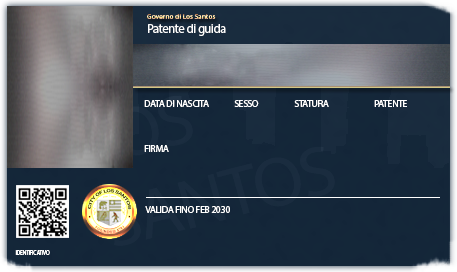 Governo di Los Santos
Patente di guida
DATA DI NASCITA SESSO STATURA PATENTE
FIRMA
VALIDA FINO FEB 2030
CITY OF LOS SANTOS
IDENTIFICATIVO
SANTOS